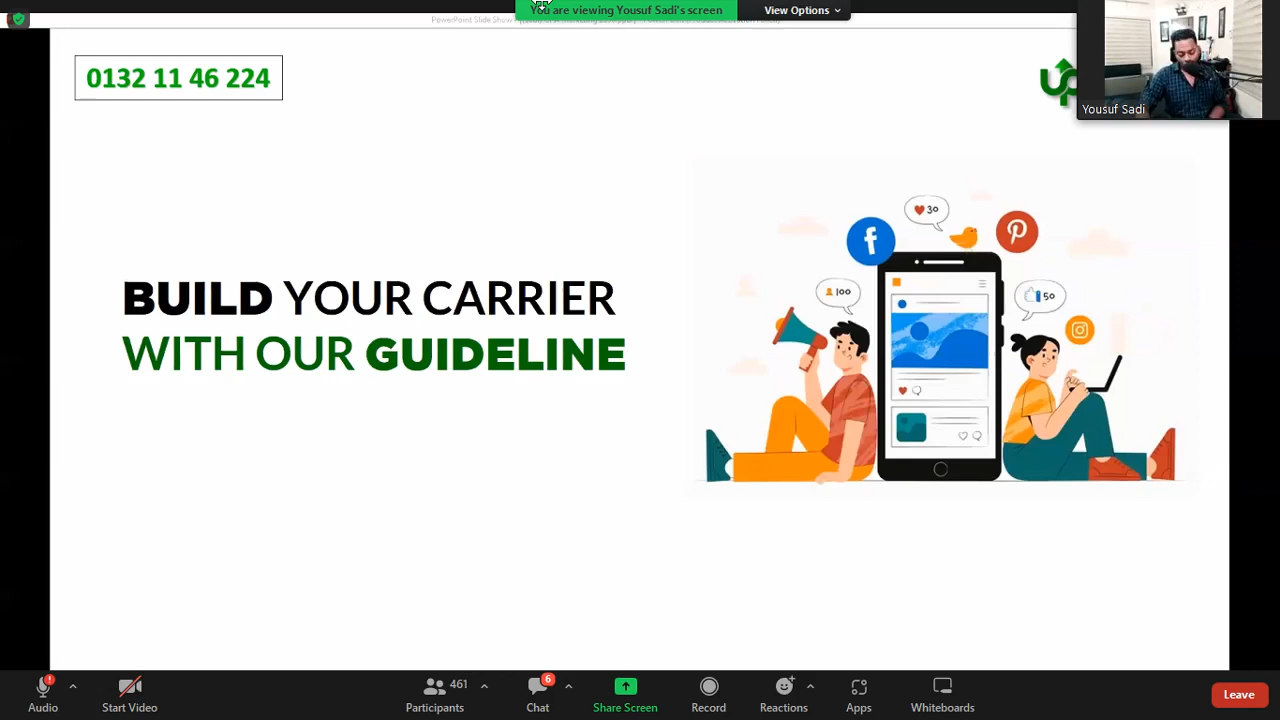 You are viewing Yousuf Sadi's screen
View Options
0132 11 46 224
up
Yousuf Sadi
BUILD YOUR CARRIER
WITH OUR GUIDELINE
30
100
50
461
6
Audio
Start Video
Participants
Chat
Share Screen
Record
Reactions
Apps
Whiteboards
Leave